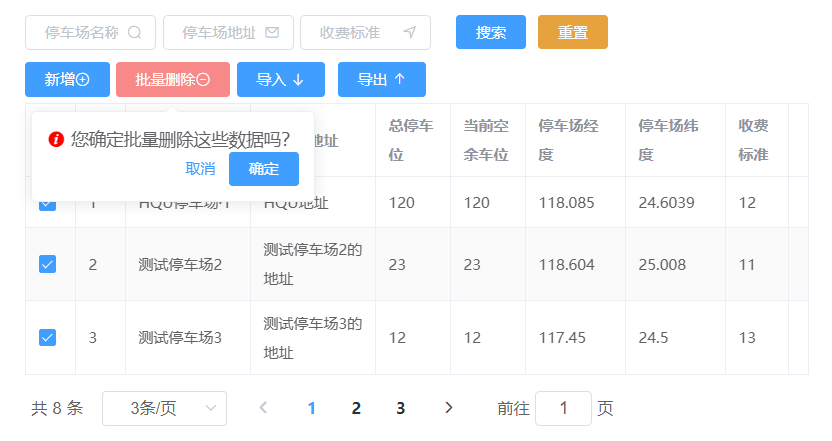 停车场名称 停车场地址 收费标准 搜索 重置
新增 批量删除 导入 导出
您确定批量删除这些数据吗？
取消 确定
地址 总停车位 当前空余车位 停车场经度 停车场纬度 收费标准
1 HQU停车场-1 HQU地址 120 120 118.085 24.6039 12
2 测试停车场2 测试停车场2的地址 23 23 118.604 25.008 11
3 测试停车场3 测试停车场3的地址 12 12 117.45 24.5 13
共 8 条 3条/页 1 2 3 前往 1 页